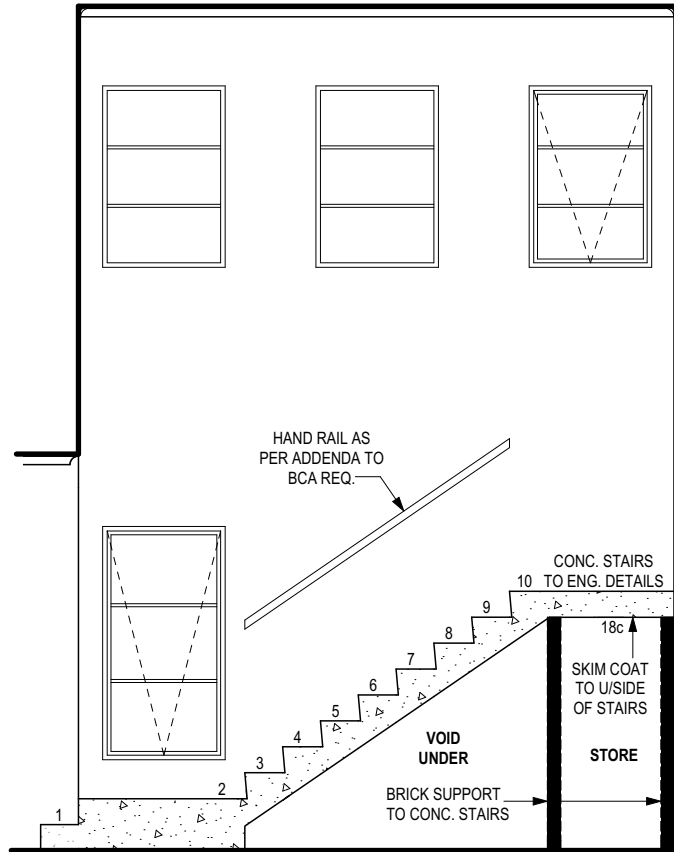 HAND RAIL AS
PER ADDENDA TO
BCA REQ.
CONC. STAIRS
TO ENG. DETAILS
10
9
18c
8
SKIM COAT
TO U/SIDE
OF STAIRS
7
6
5
VOID
UNDER
STORE
4
3
2
BRICK SUPPORT
TO CONC. STAIRS
1